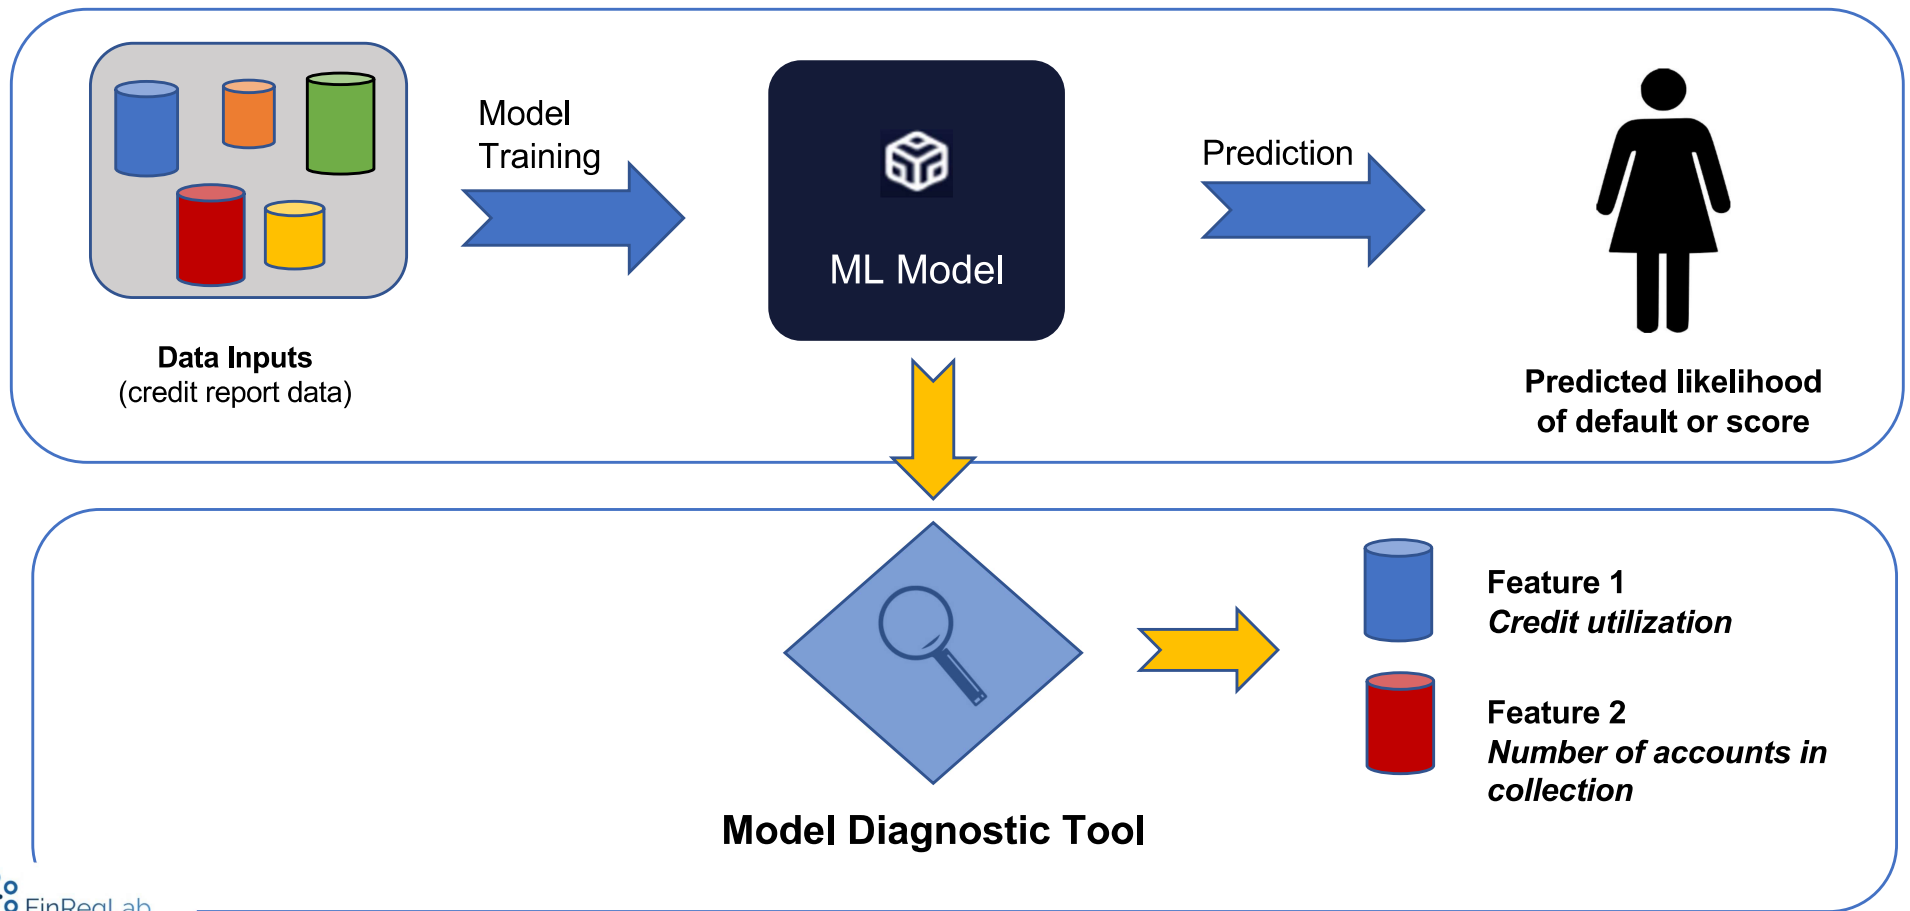 Model
Training
ML Model
Prediction
Data Inputs
(credit report data)
Predicted likelihood
of default or score
Model Diagnostic Tool
Feature 1
Credit utilization
Feature 2
Number of accounts in
collection
FinRegLab